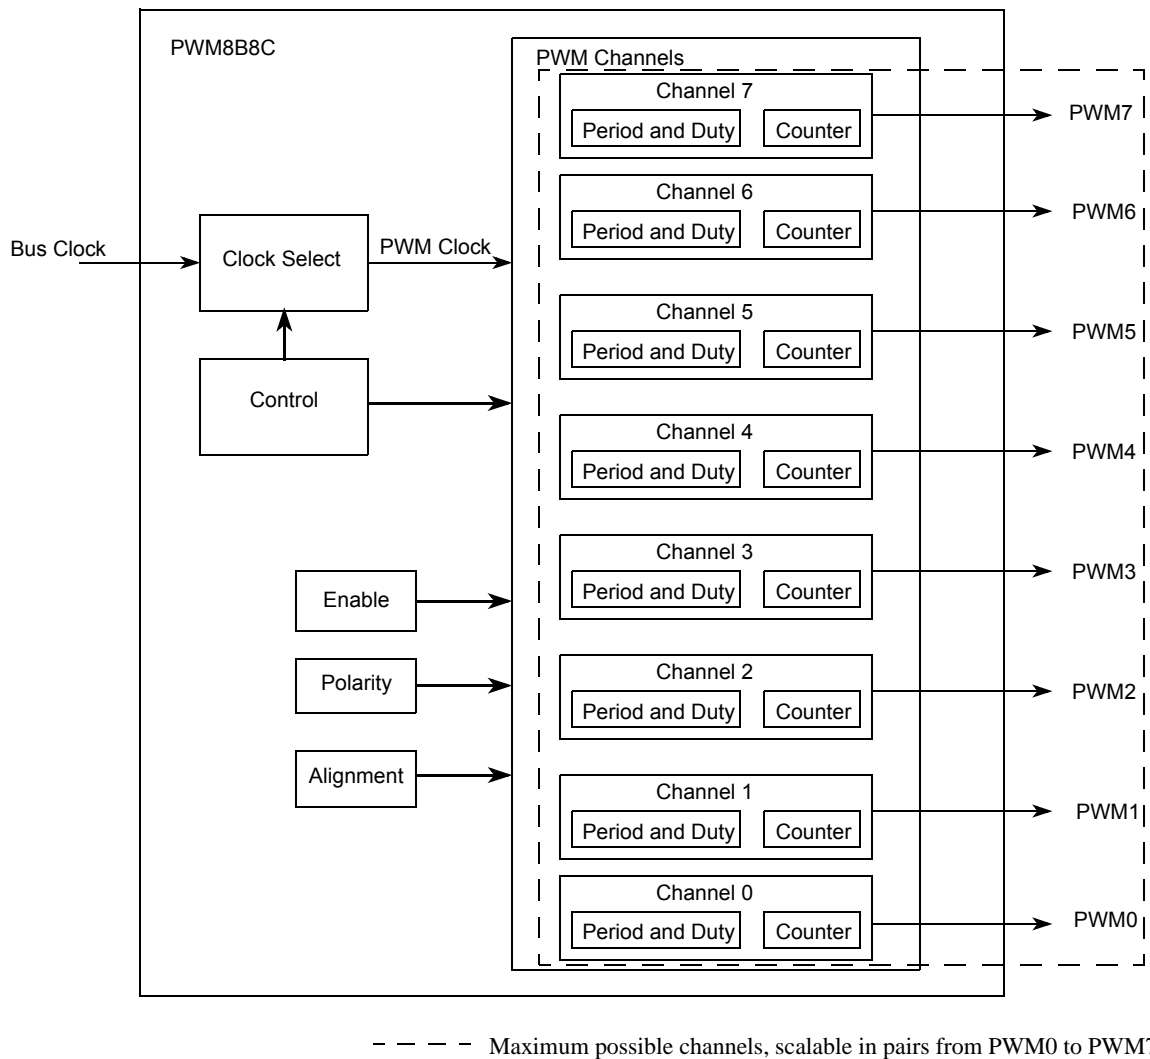 PWM8B8C
PWM Channels
Channel 7
Period and Duty
Counter
PWM7
Channel 6
Period and Duty
Counter
PWM6
Bus Clock
Clock Select
PWM Clock
Channel 5
Period and Duty
Counter
PWM5
Control
Channel 4
Period and Duty
Counter
PWM4
Channel 3
Period and Duty
Counter
PWM3
Enable
Channel 2
Period and Duty
Counter
PWM2
Polarity
Alignment
Channel 1
Period and Duty
Counter
PWM1
Channel 0
Period and Duty
Counter
PWM0
Maximum possible channels, scalable in pairs from PWM0 to PWM7